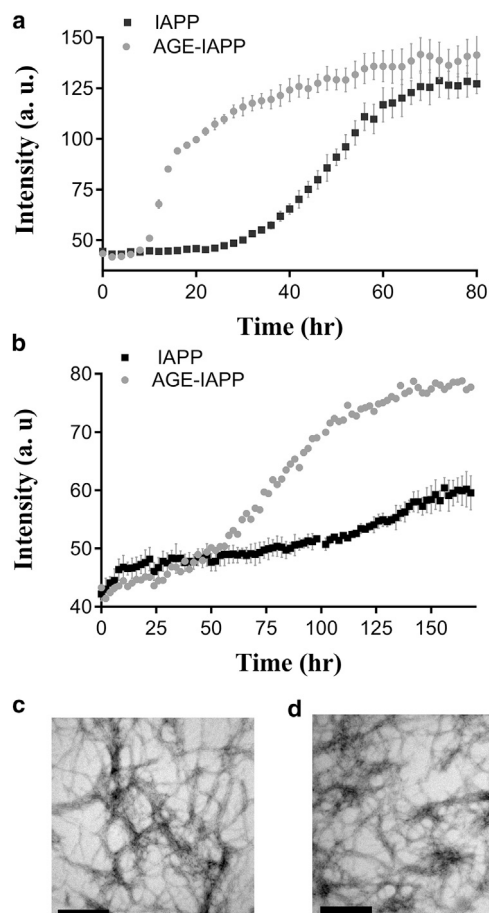 a
IAPP
AGE-IAPP
150
125
100
75
50
0 20 40 60 80
Intensity (a. u.)
Time (hr)
b
IAPP
AGE-IAPP
80
70
60
50
40
0 25 50 75 100 125 150
Intensity (a. u)
Time (hr)
c
d